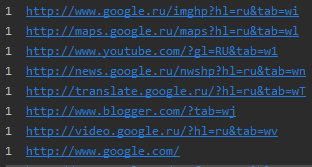 1 http://www.google.ru/imghp?hl=ru&tab=wi
1 http://maps.google.ru/maps?hl=ru&tab=wl
1 http://www.youtube.com/?gl=RU&tab=w1
1 http://news.google.ru/nwshp?hl=ru&tab=wn
1 http://translate.google.ru/?hl=ru&tab=wT
1 http://www.blogger.com/?tab=wj
1 http://video.google.ru/?hl=ru&tab=wv
1 http://www.google.com/